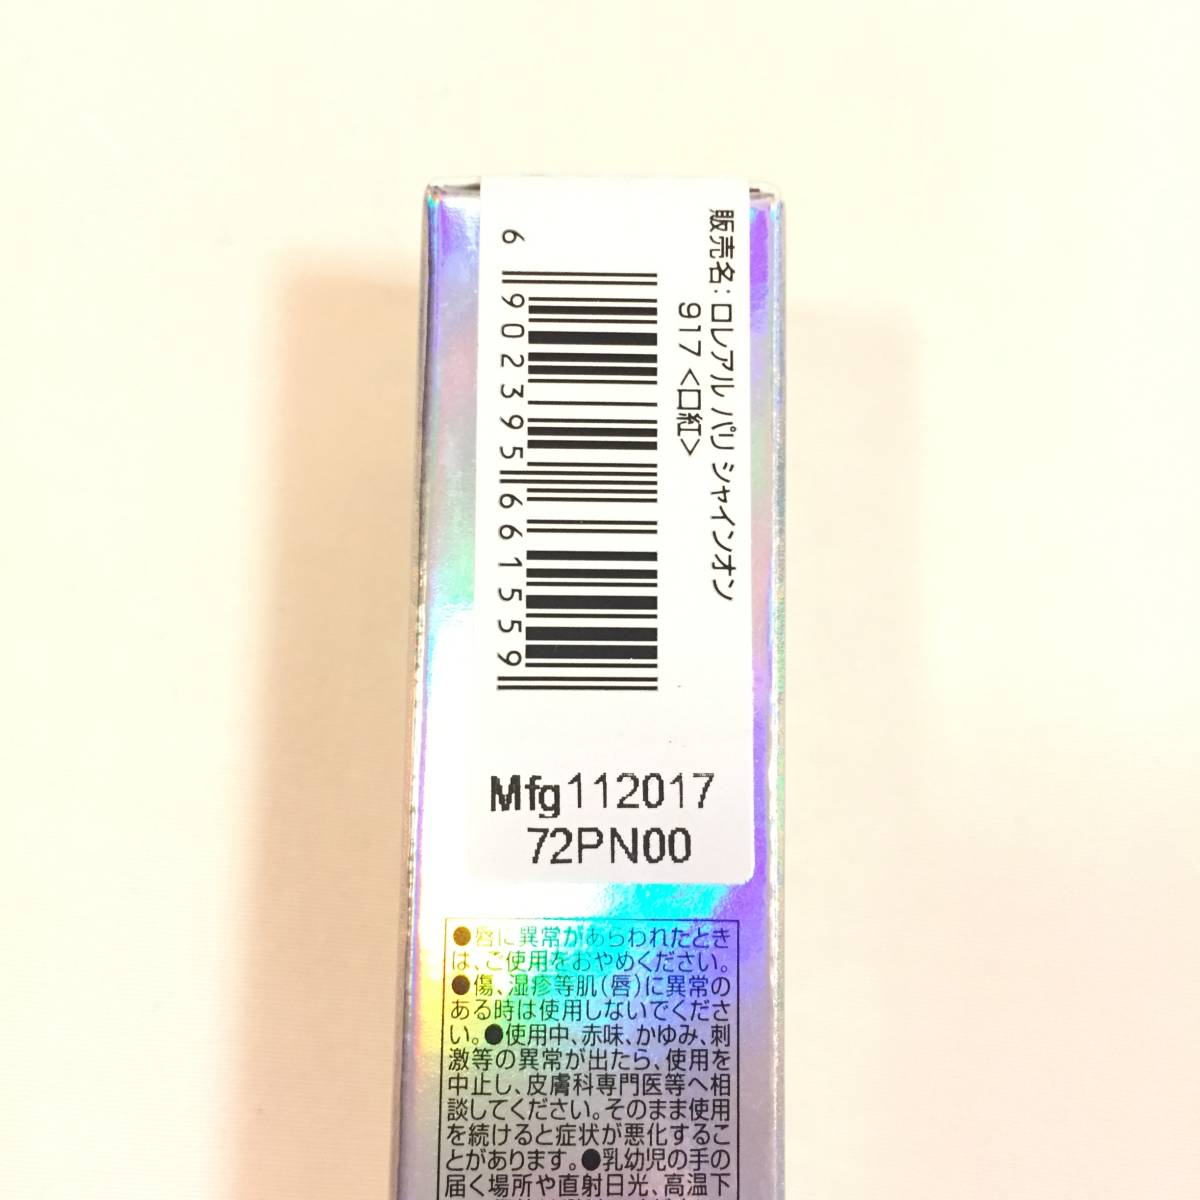 販売名：ロレアル パリ シャインオン
917 <口紅>
6 902395 661559
Mfg112017
72PN00
●唇に異常があらわれたとき
は、ご使用をおやめください。
●傷、湿疹等肌(唇)に異常の
ある時は使用しないでくださ
い。●使用中、赤味、かゆみ、刺
激等の異常が出たら、使用を
中止し、皮膚科専門医等へ相
談してください。そのまま使用
を続けると症状が悪化するこ
とがあります。●乳幼児の手の
届く場所や直射日光、高温下